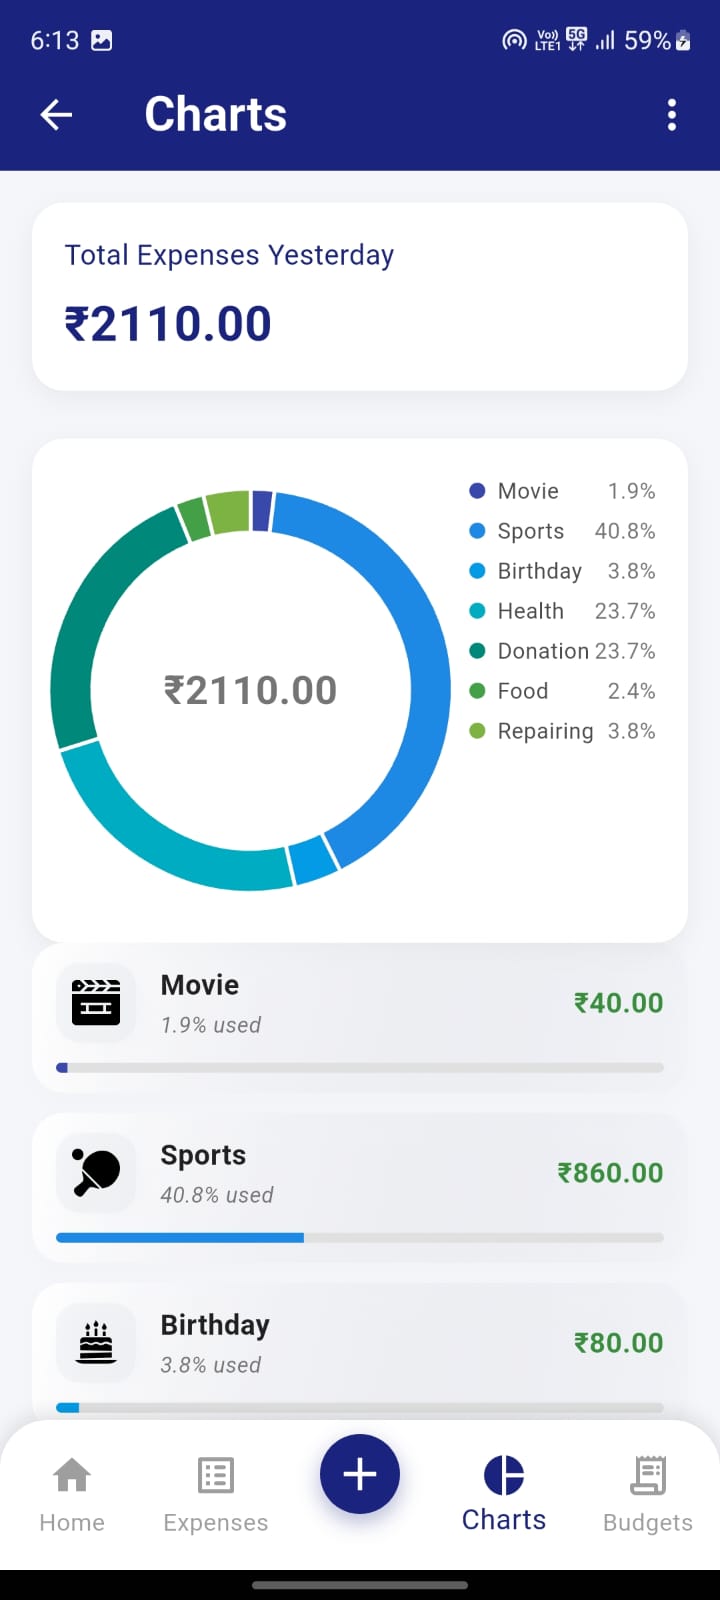 6:13 Vo)) LTE1 5G 59%
Charts
Total Expenses Yesterday
₹2110.00
₹2110.00
Movie 1.9%
Sports 40.8%
Birthday 3.8%
Health 23.7%
Donation 23.7%
Food 2.4%
Repairing 3.8%
Movie
₹40.00
1.9% used
Sports
₹860.00
40.8% used
Birthday
₹80.00
3.8% used
Home Expenses + Charts Budgets